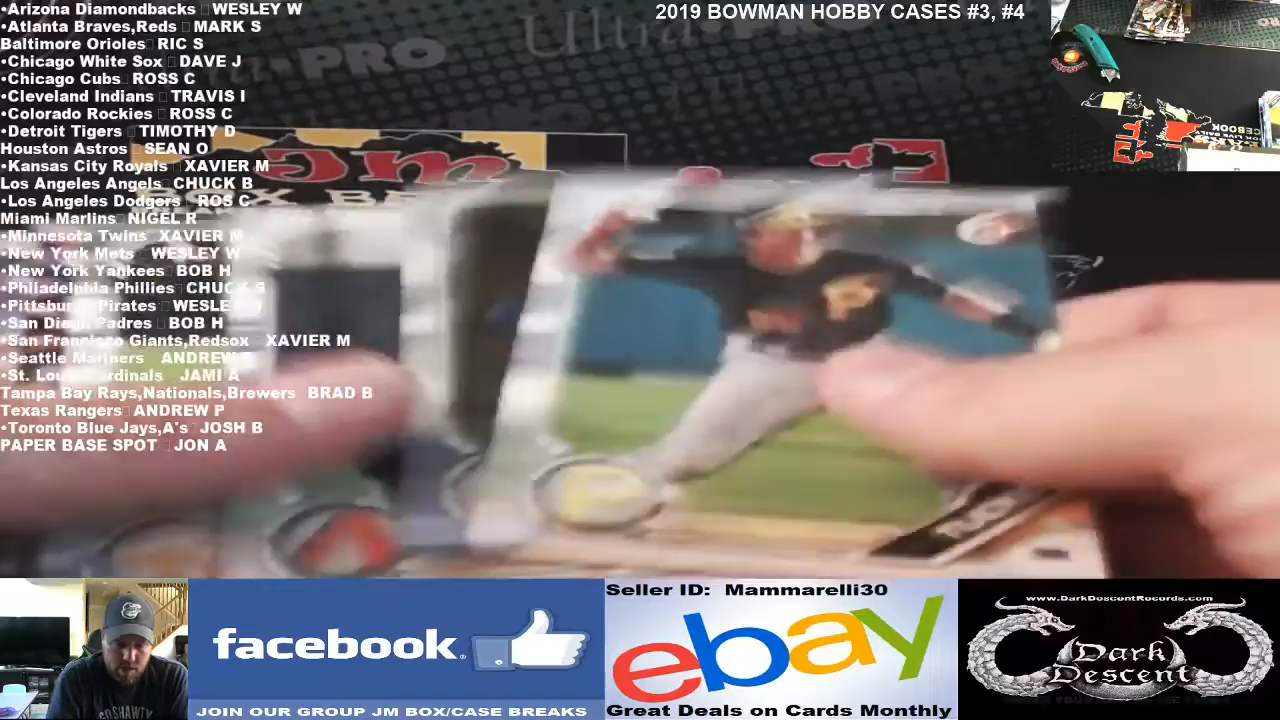 •Arizona Diamondbacks WESLEY W
•Atlanta Braves,Reds MARK S
Baltimore Orioles RIC S
•Chicago White Sox DAVE J
•Chicago Cubs ROSS C
•Cleveland Indians TRAVIS I
•Colorado Rockies ROSS C
•Detroit Tigers TIMOTHY D
Houston Astros SEAN O
•Kansas City Royals XAVIER M
Los Angeles Angels CHUCK B
•Los Angeles Dodgers ROS C
Miami Marlins NIGEL R
•Minnesota Twins XAVIER M
•New York Mets WESLEY W
•New York Yankees BOB H
•Philadelphia Phillies CHUCK S
•Pittsburgh Pirates
•San Diego Padres BOB H
•San Francisco Giants,Redsox XAVIER M
•Seattle Mariners ANDREW
•St. Louis Cardinals JAMI A
Tampa Bay Rays,Nationals,Brewers BRAD B
Texas Rangers ANDREW P
•Toronto Blue Jays,A's JOSH B
PAPER BASE SPOT JON A
2019 BOWMAN HOBBY CASES #3, #4
Ultra PRO
facebook
JOIN OUR GROUP JM BOX/CASE BREAKS
Seller ID: Mammarelli30
ebay
Great Deals on Cards Monthly
www.DarkDescentRecords.com
Dark
Descent